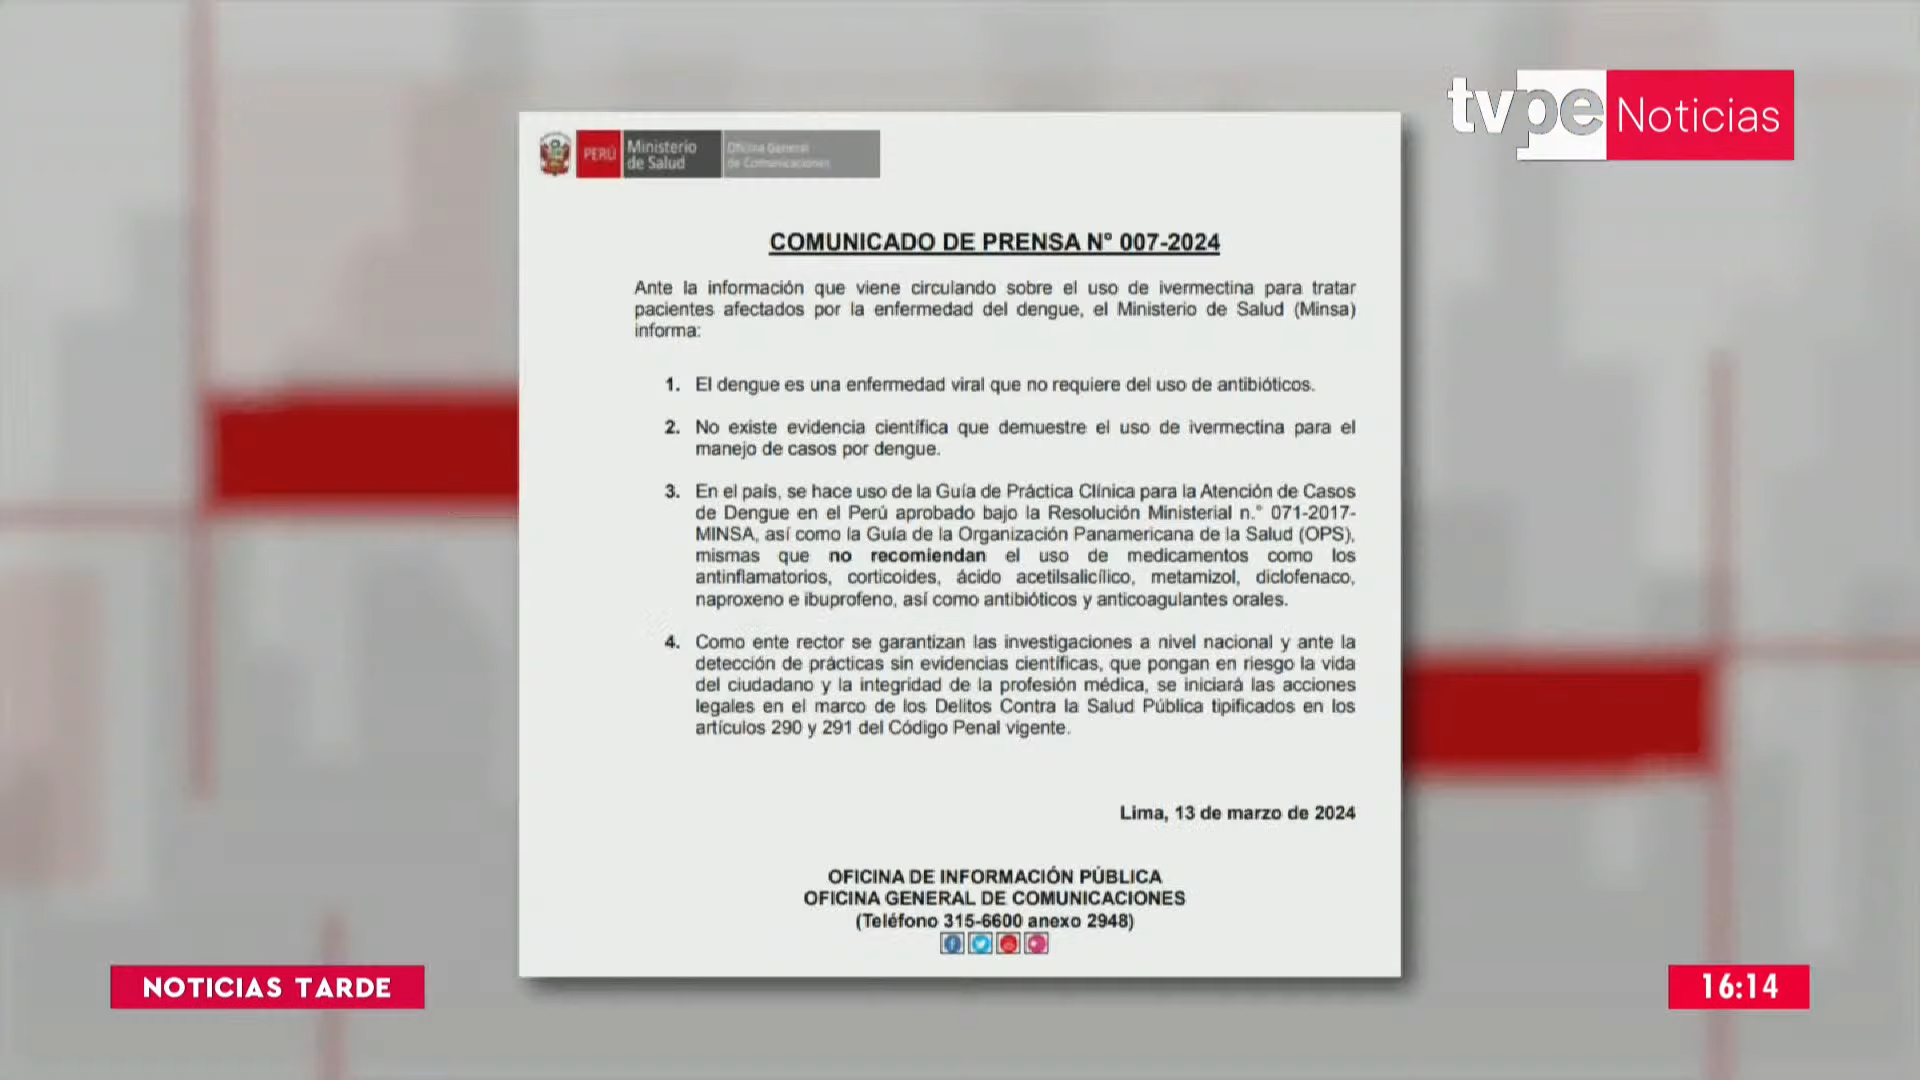 tvpe Noticias
PERÚ
Ministerio
de Salud
Oficina General
de Comunicaciones
COMUNICADO DE PRENSA N° 007-2024
Ante la información que viene circulando sobre el uso de ivermectina para tratar
pacientes afectados por la enfermedad del dengue, el Ministerio de Salud (Minsa)
informa:
1. El dengue es una enfermedad viral que no requiere del uso de antibióticos.
2. No existe evidencia científica que demuestre el uso de ivermectina para el
manejo de casos por dengue.
3. En el país, se hace uso de la Guía de Práctica Clínica para la Atención de Casos
de Dengue en el Perú aprobado bajo la Resolución Ministerial n.° 071-2017-
MINSA, así como la Guía de la Organización Panamericana de la Salud (OPS),
mismas que no recomiendan el uso de medicamentos como los
antinflamatorios, corticoides, ácido acetilsalicílico, metamizol, diclofenaco,
naproxeno e ibuprofeno, así como antibióticos y anticoagulantes orales.
4. Como ente rector se garantizan las investigaciones a nivel nacional y ante la
detección de prácticas sin evidencias científicas, que pongan en riesgo la vida
del ciudadano y la integridad de la profesión médica, se iniciará las acciones
legales en el marco de los Delitos Contra la Salud Pública tipificados en los
artículos 290 y 291 del Código Penal vigente.
Lima, 13 de marzo de 2024
OFICINA DE INFORMACIÓN PÚBLICA
OFICINA GENERAL DE COMUNICACIONES
(Teléfono 315-6600 anexo 2948)
NOTICIAS TARDE
16:14